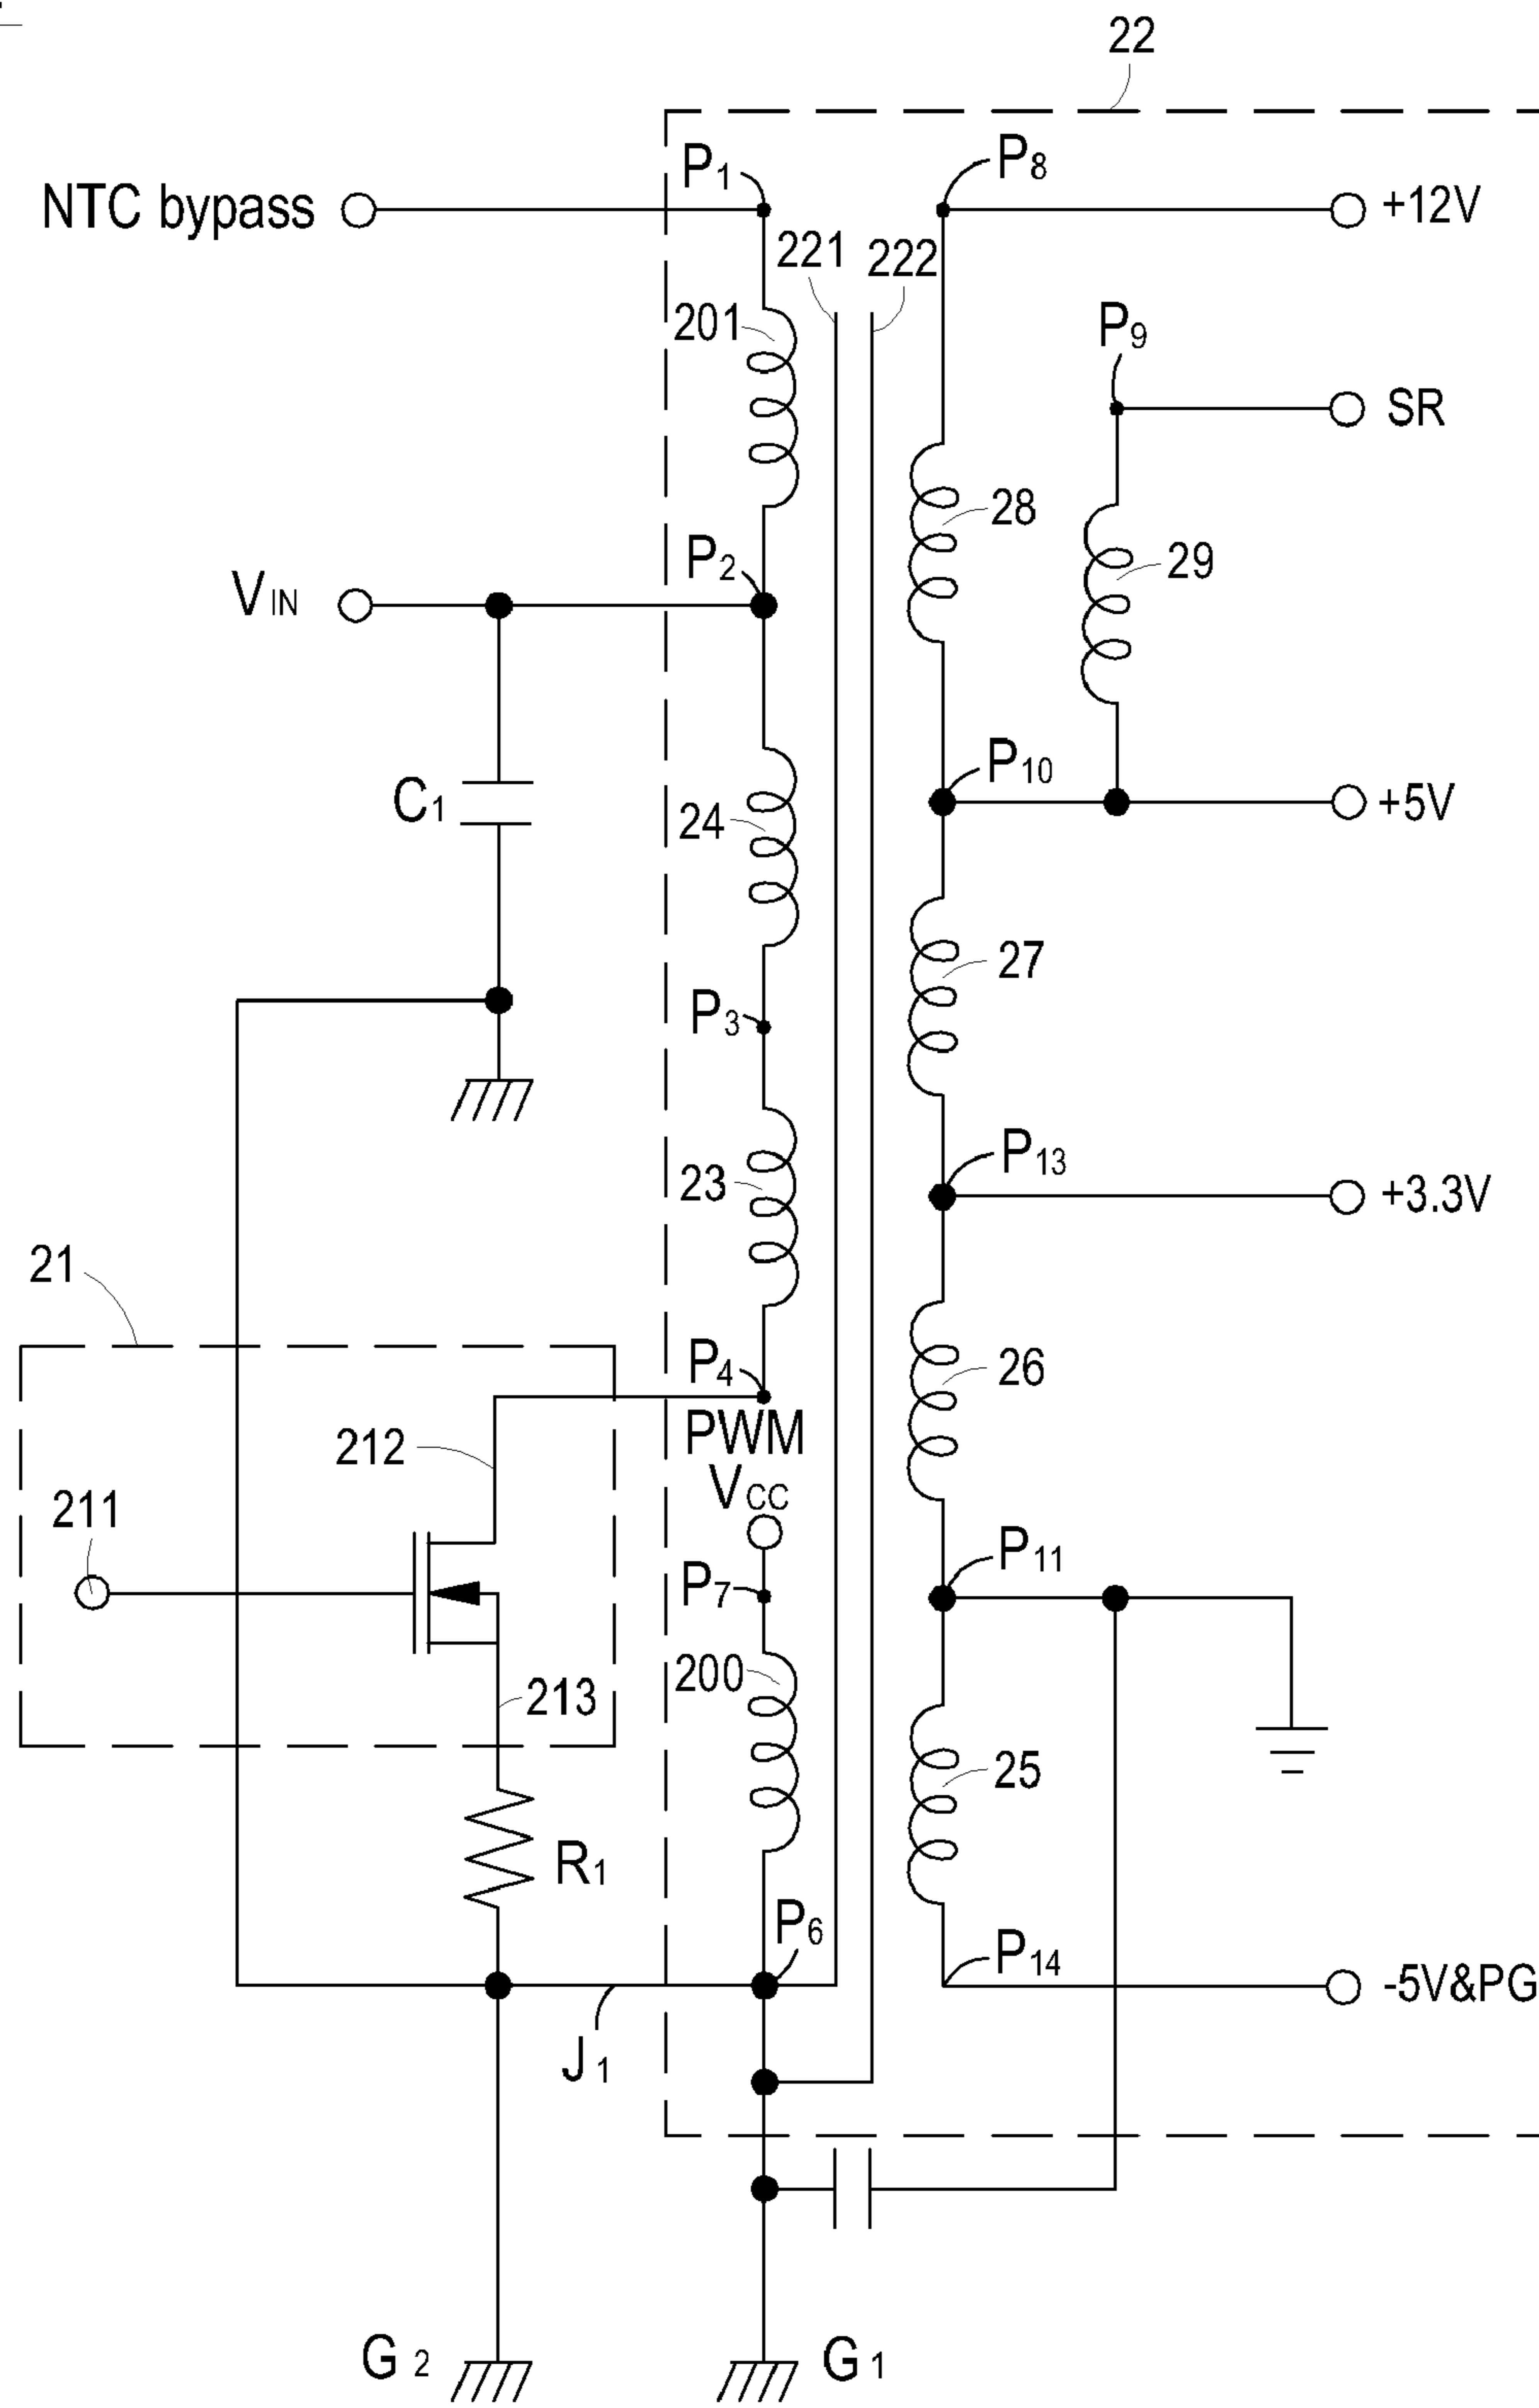 22
P1
P8
NTC bypass
+12V
221
222
201
P9
SR
28
P2
29
VIN
P10
C1
24
+5V
27
P3
P13
23
+3.3V
21
P4
26
PWM
212
VCC
211
P11
P7
200
213
25
R1
P6
P14
-5V&PG
J1
G2
G1